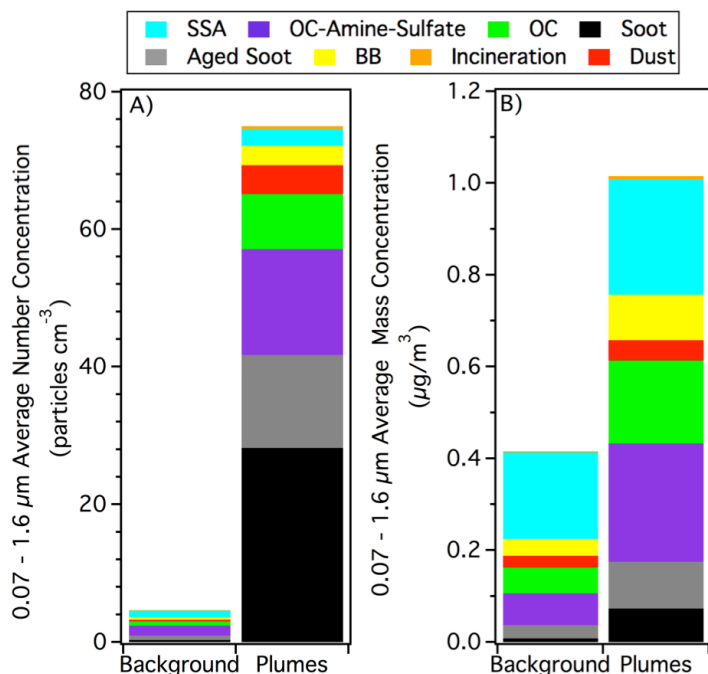 SSA OC-Amine-Sulfate OC Soot
Aged Soot BB Incineration Dust
A)
80
60
40
20
0
0.07 - 1.6 µm Average Number Concentration
(particles cm⁻³)
Background Plumes
B)
1.2
1.0
0.8
0.6
0.4
0.2
0.0
0.07 - 1.6 µm Average Mass Concentration
(µg/m³)
Background Plumes